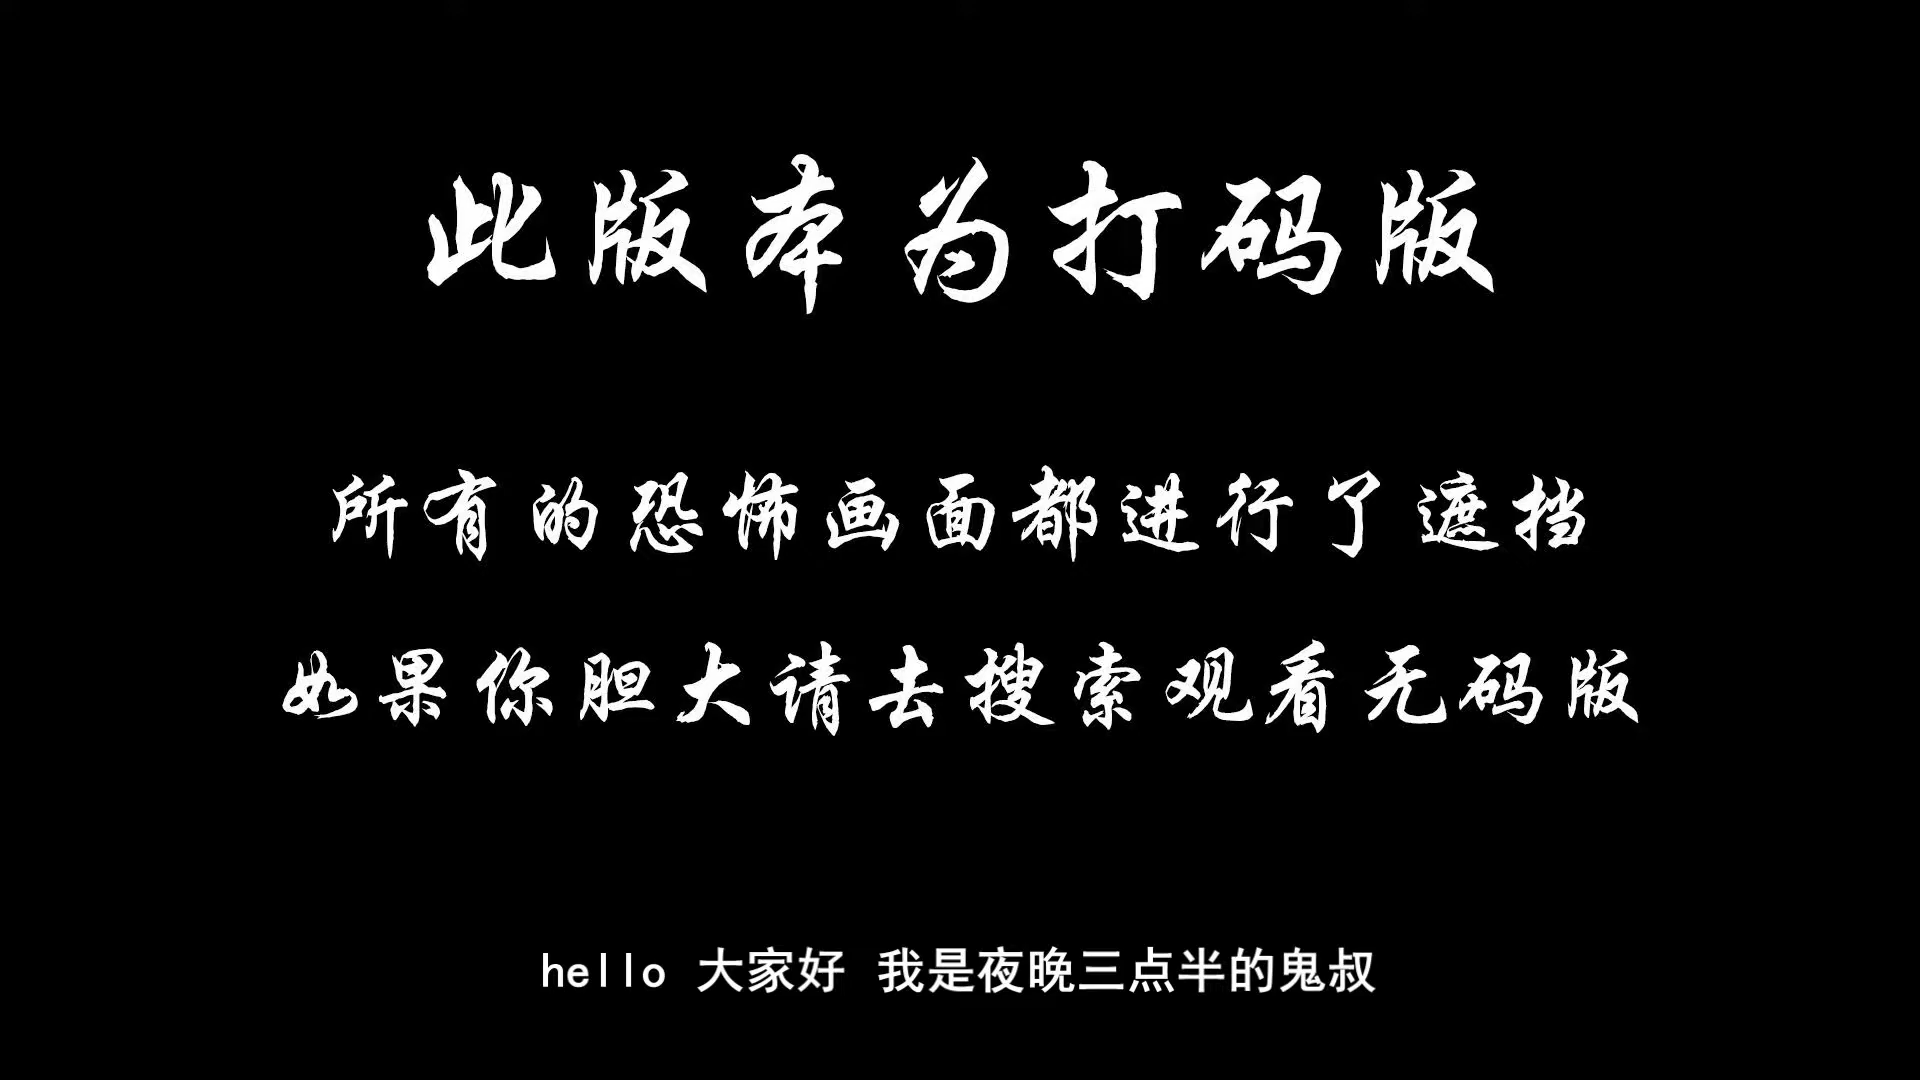 此版本为打码版
所有的恐怖画面都进行了遮挡
如果你胆大请去搜索观看无码版
hello 大家好 我是夜晚三点半的鬼叔